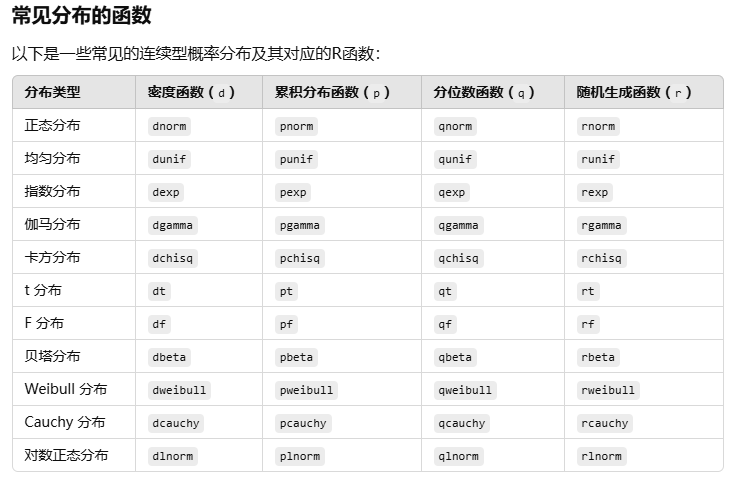 常见分布的函数
以下是一些常见的连续型概率分布及其对应的R函数：
分布类型 密度函数（d） 累积分布函数（p） 分位数函数（q） 随机生成函数（r）
正态分布 dnorm pnorm qnorm rnorm
均匀分布 dunif punif qunif runif
指数分布 dexp pexp qexp rexp
伽马分布 dgamma pgamma qgamma rgamma
卡方分布 dchisq pchisq qchisq rchisq
t 分布 dt pt qt rt
F 分布 df pf qf rf
贝塔分布 dbeta pbeta qbeta rbeta
Weibull 分布 dweibull pweibull qweibull rweibull
Cauchy 分布 dcauchy pcauchy qcauchy rcauchy
对数正态分布 dlnorm plnorm qlnorm rlnorm